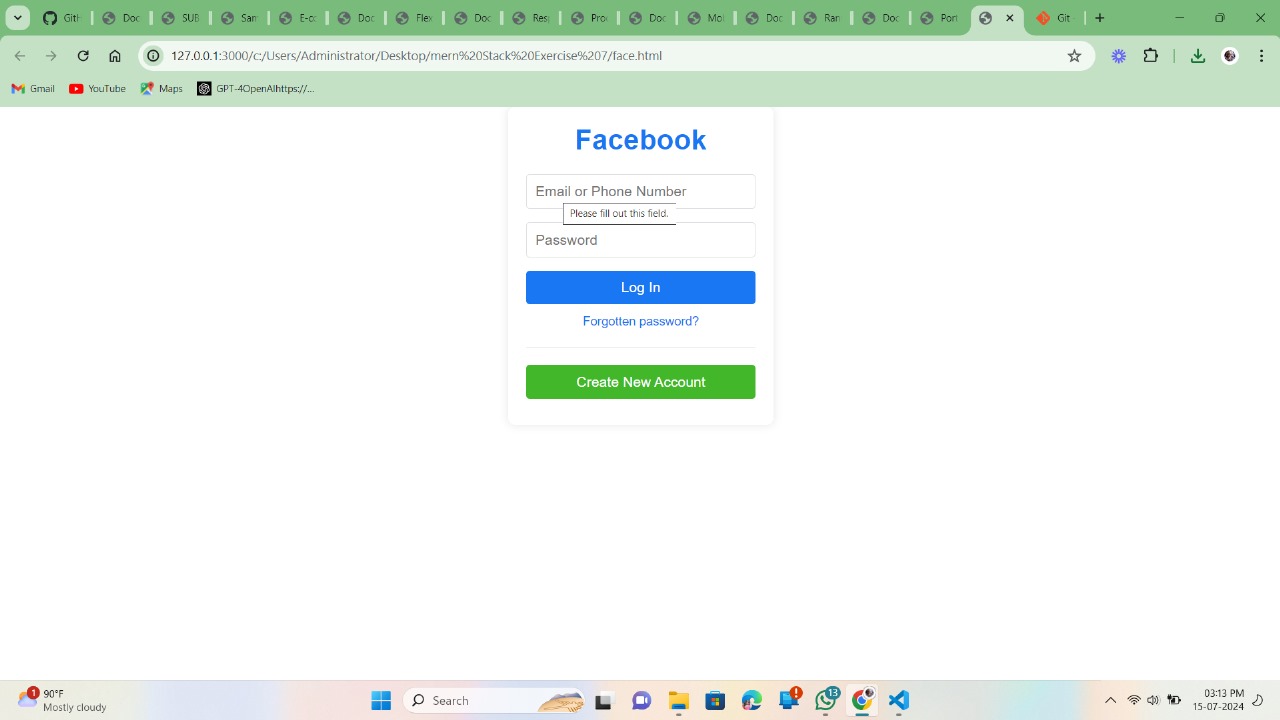 Gith
Doc
SUB
Sam
E-co
Doc
Flex
Doc
Res
Pro
Doc
Mol
Doc
Ran
Doc
Port
Git -
127.0.0.1:3000/c:/Users/Administrator/Desktop/mern%20Stack%20Exercise%207/face.html
Gmail
YouTube
Maps
GPT-4OpenAIhttps://...
Facebook
Email or Phone Number
Please fill out this field.
Password
Log In
Forgotten password?
Create New Account
1
90°F
Mostly cloudy
Search
13
03:13 PM
15-07-2024